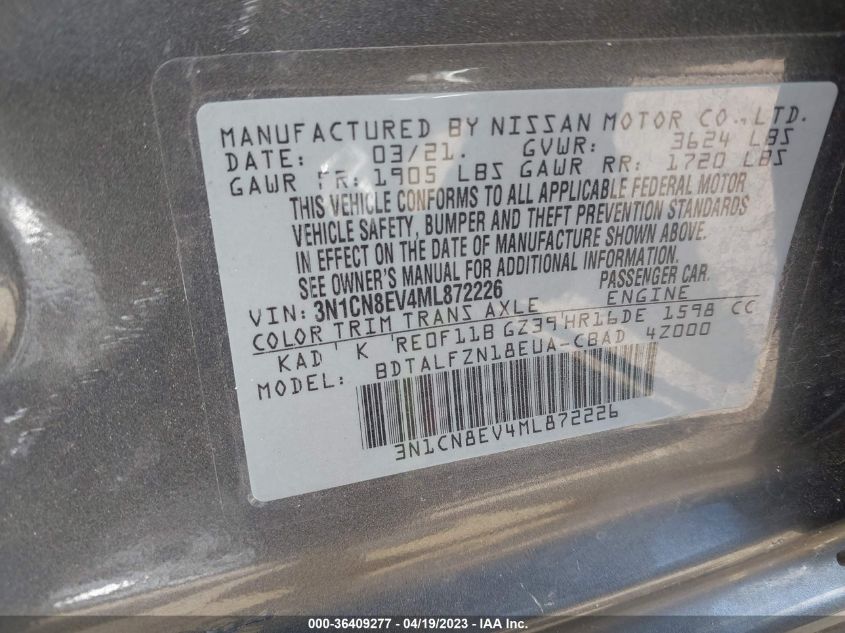 MANUFACTURED BY NISSAN MOTOR CO.,LTD.
DATE: 03/21. GVWR: 3624 LBS
GAWR FR: 1905 LBS GAWR RR: 1720 LBS
THIS VEHICLE CONFORMS TO ALL APPLICABLE FEDERAL MOTOR
VEHICLE SAFETY, BUMPER AND THEFT PREVENTION STANDARDS
IN EFFECT ON THE DATE OF MANUFACTURE SHOWN ABOVE.
SEE OWNER'S MANUAL FOR ADDITIONAL INFORMATION.
VIN: 3N1CN8EV4ML872226 PASSENGER CAR.
COLOR TRIM TRANS AXLE ENGINE
KAD K RE0F11B GZ39 HR16DE 1598 CC
MODEL: BDTALFZN18EUA-CBAD 4Z000
3N1CN8EV4ML872226
000-36409277 - 04/19/2023 - IAA Inc.